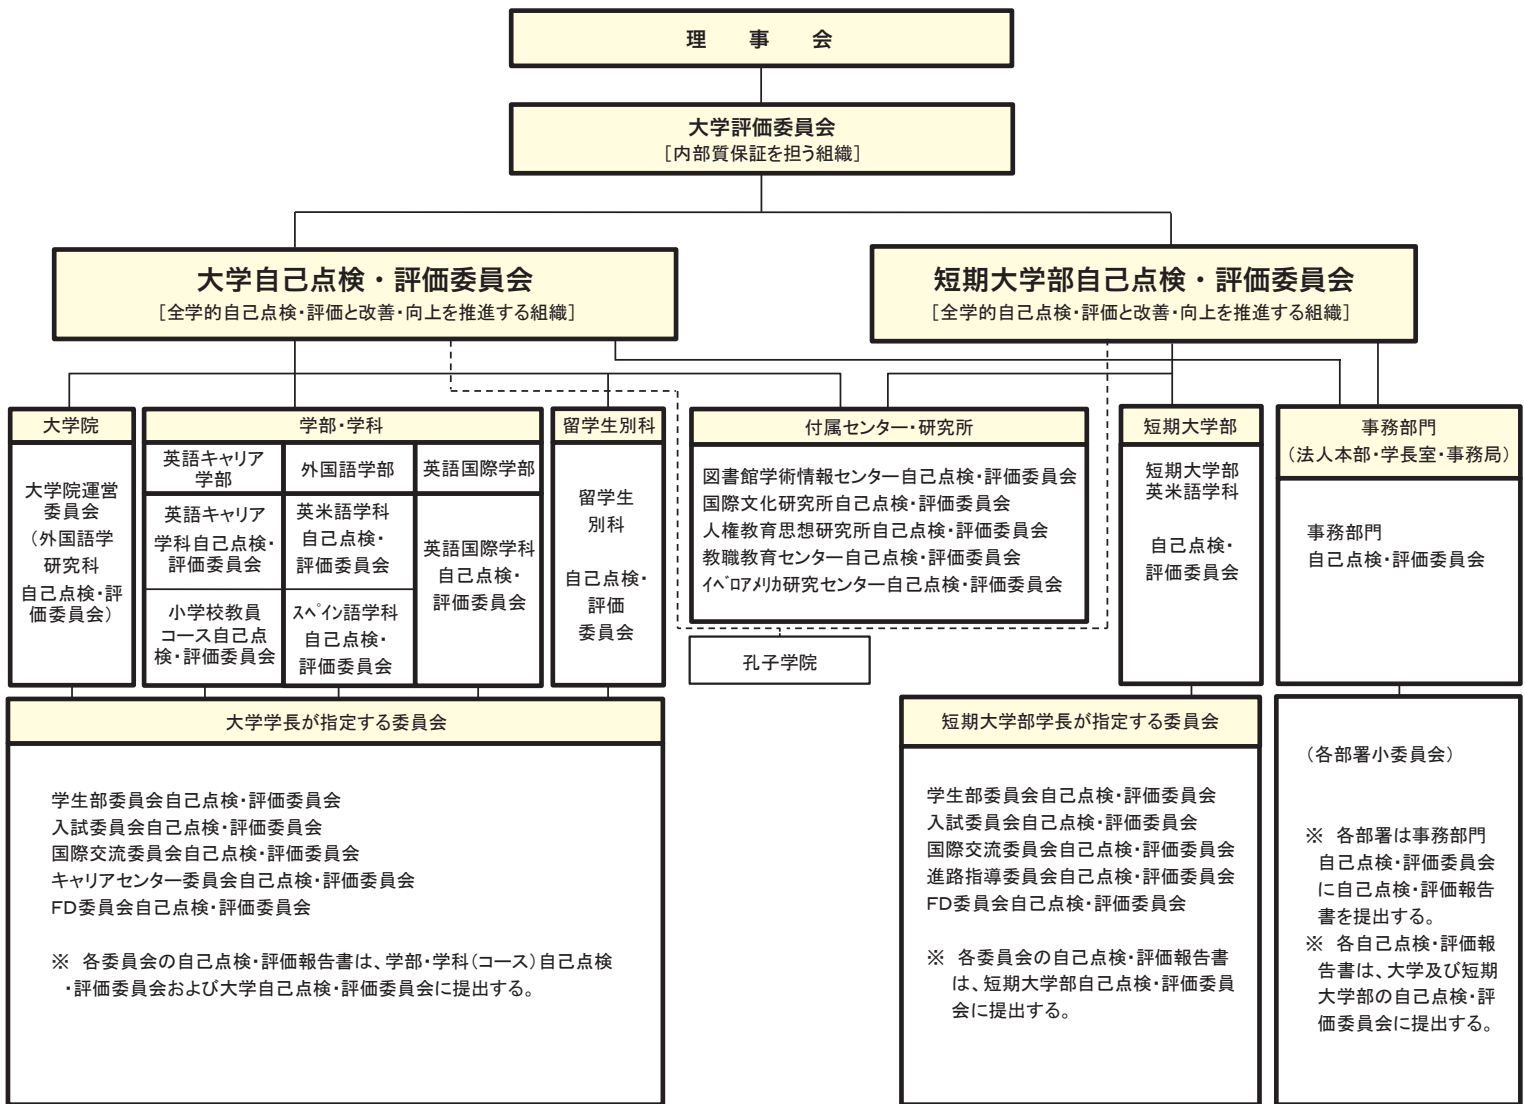 理 事 会
大学評価委員会
[内部質保証を担う組織]
大学自己点検・評価委員会
[全学的自己点検・評価と改善・向上を推進する組織]
短期大学部自己点検・評価委員会
[全学的自己点検・評価と改善・向上を推進する組織]
大学院
大学院運営
委員会
(外国語学
研究科
自己点検・評
価委員会)
学部・学科
英語キャリア
学部
英語キャリア
学科自己点検・
評価委員会
小学校教員
コース自己点
検・評価委員会
外国語学部
英米語学科
自己点検・
評価委員会
スペイン語学科
自己点検・
評価委員会
英語国際学部
英語国際学科
自己点検・
評価委員会
留学生別科
留学生
別科
自己点検・
評価
委員会
付属センター・研究所
図書館学術情報センター自己点検・評価委員会
国際文化研究所自己点検・評価委員会
人権教育思想研究所自己点検・評価委員会
教職教育センター自己点検・評価委員会
イベロアメリカ研究センター自己点検・評価委員会
孔子学院
短期大学部
短期大学部
英米語学科
自己点検・
評価委員会
事務部門
(法人本部・学長室・事務局)
事務部門
自己点検・評価委員会
大学学長が指定する委員会
学生部委員会自己点検・評価委員会
入試委員会自己点検・評価委員会
国際交流委員会自己点検・評価委員会
キャリアセンター委員会自己点検・評価委員会
FD委員会自己点検・評価委員会
※ 各委員会の自己点検・評価報告書は、学部・学科(コース)自己点検
・評価委員会および大学自己点検・評価委員会に提出する。
短期大学部学長が指定する委員会
学生部委員会自己点検・評価委員会
入試委員会自己点検・評価委員会
国際交流委員会自己点検・評価委員会
進路指導委員会自己点検・評価委員会
FD委員会自己点検・評価委員会
※ 各委員会の自己点検・評価報告書
は、短期大学部自己点検・評価委員
会に提出する。
(各部署小委員会)
※ 各部署は事務部門
自己点検・評価委員会
に自己点検・評価報告
書を提出する。
※ 各自己点検・評価報
告書は、大学及び短期
大学部の自己点検・評
価委員会に提出する。